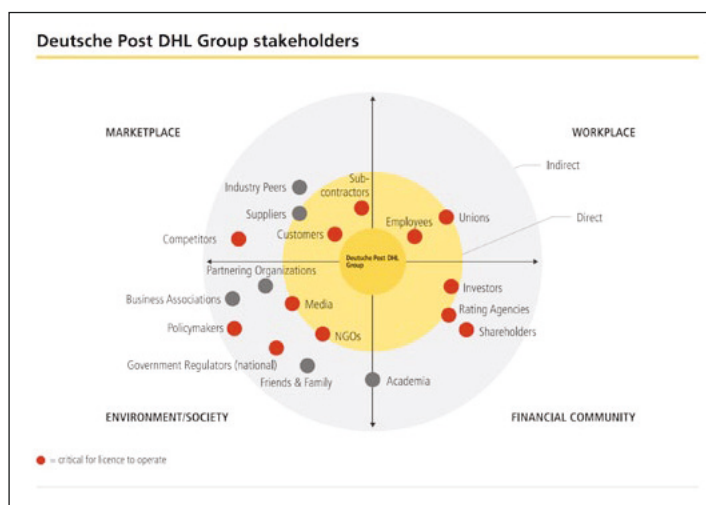 Deutsche Post DHL Group stakeholders
MARKETPLACE
WORKPLACE
Indirect
Direct
Industry Peers
Sub-
contractors
Suppliers
Unions
Employees
Customers
Competitors
Deutsche Post DHL
Group
Partnering Organizations
Investors
Business Associations
Media
Rating Agencies
Policymakers
NGOs
Shareholders
Government Regulators (national)
Friends & Family
Academia
ENVIRONMENT/SOCIETY
FINANCIAL COMMUNITY
= critical for licence to operate